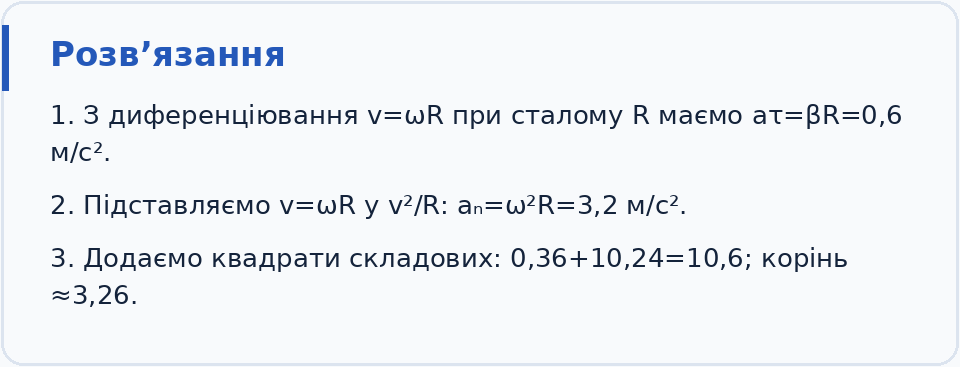 Розв’язання
1. З диференціювання v=ωR при сталому R маємо aτ=βR=0,6
м/с².
2. Підставляємо v=ωR у v²/R: aₙ=ω²R=3,2 м/с².
3. Додаємо квадрати складових: 0,36+10,24=10,6; корінь
≈3,26.